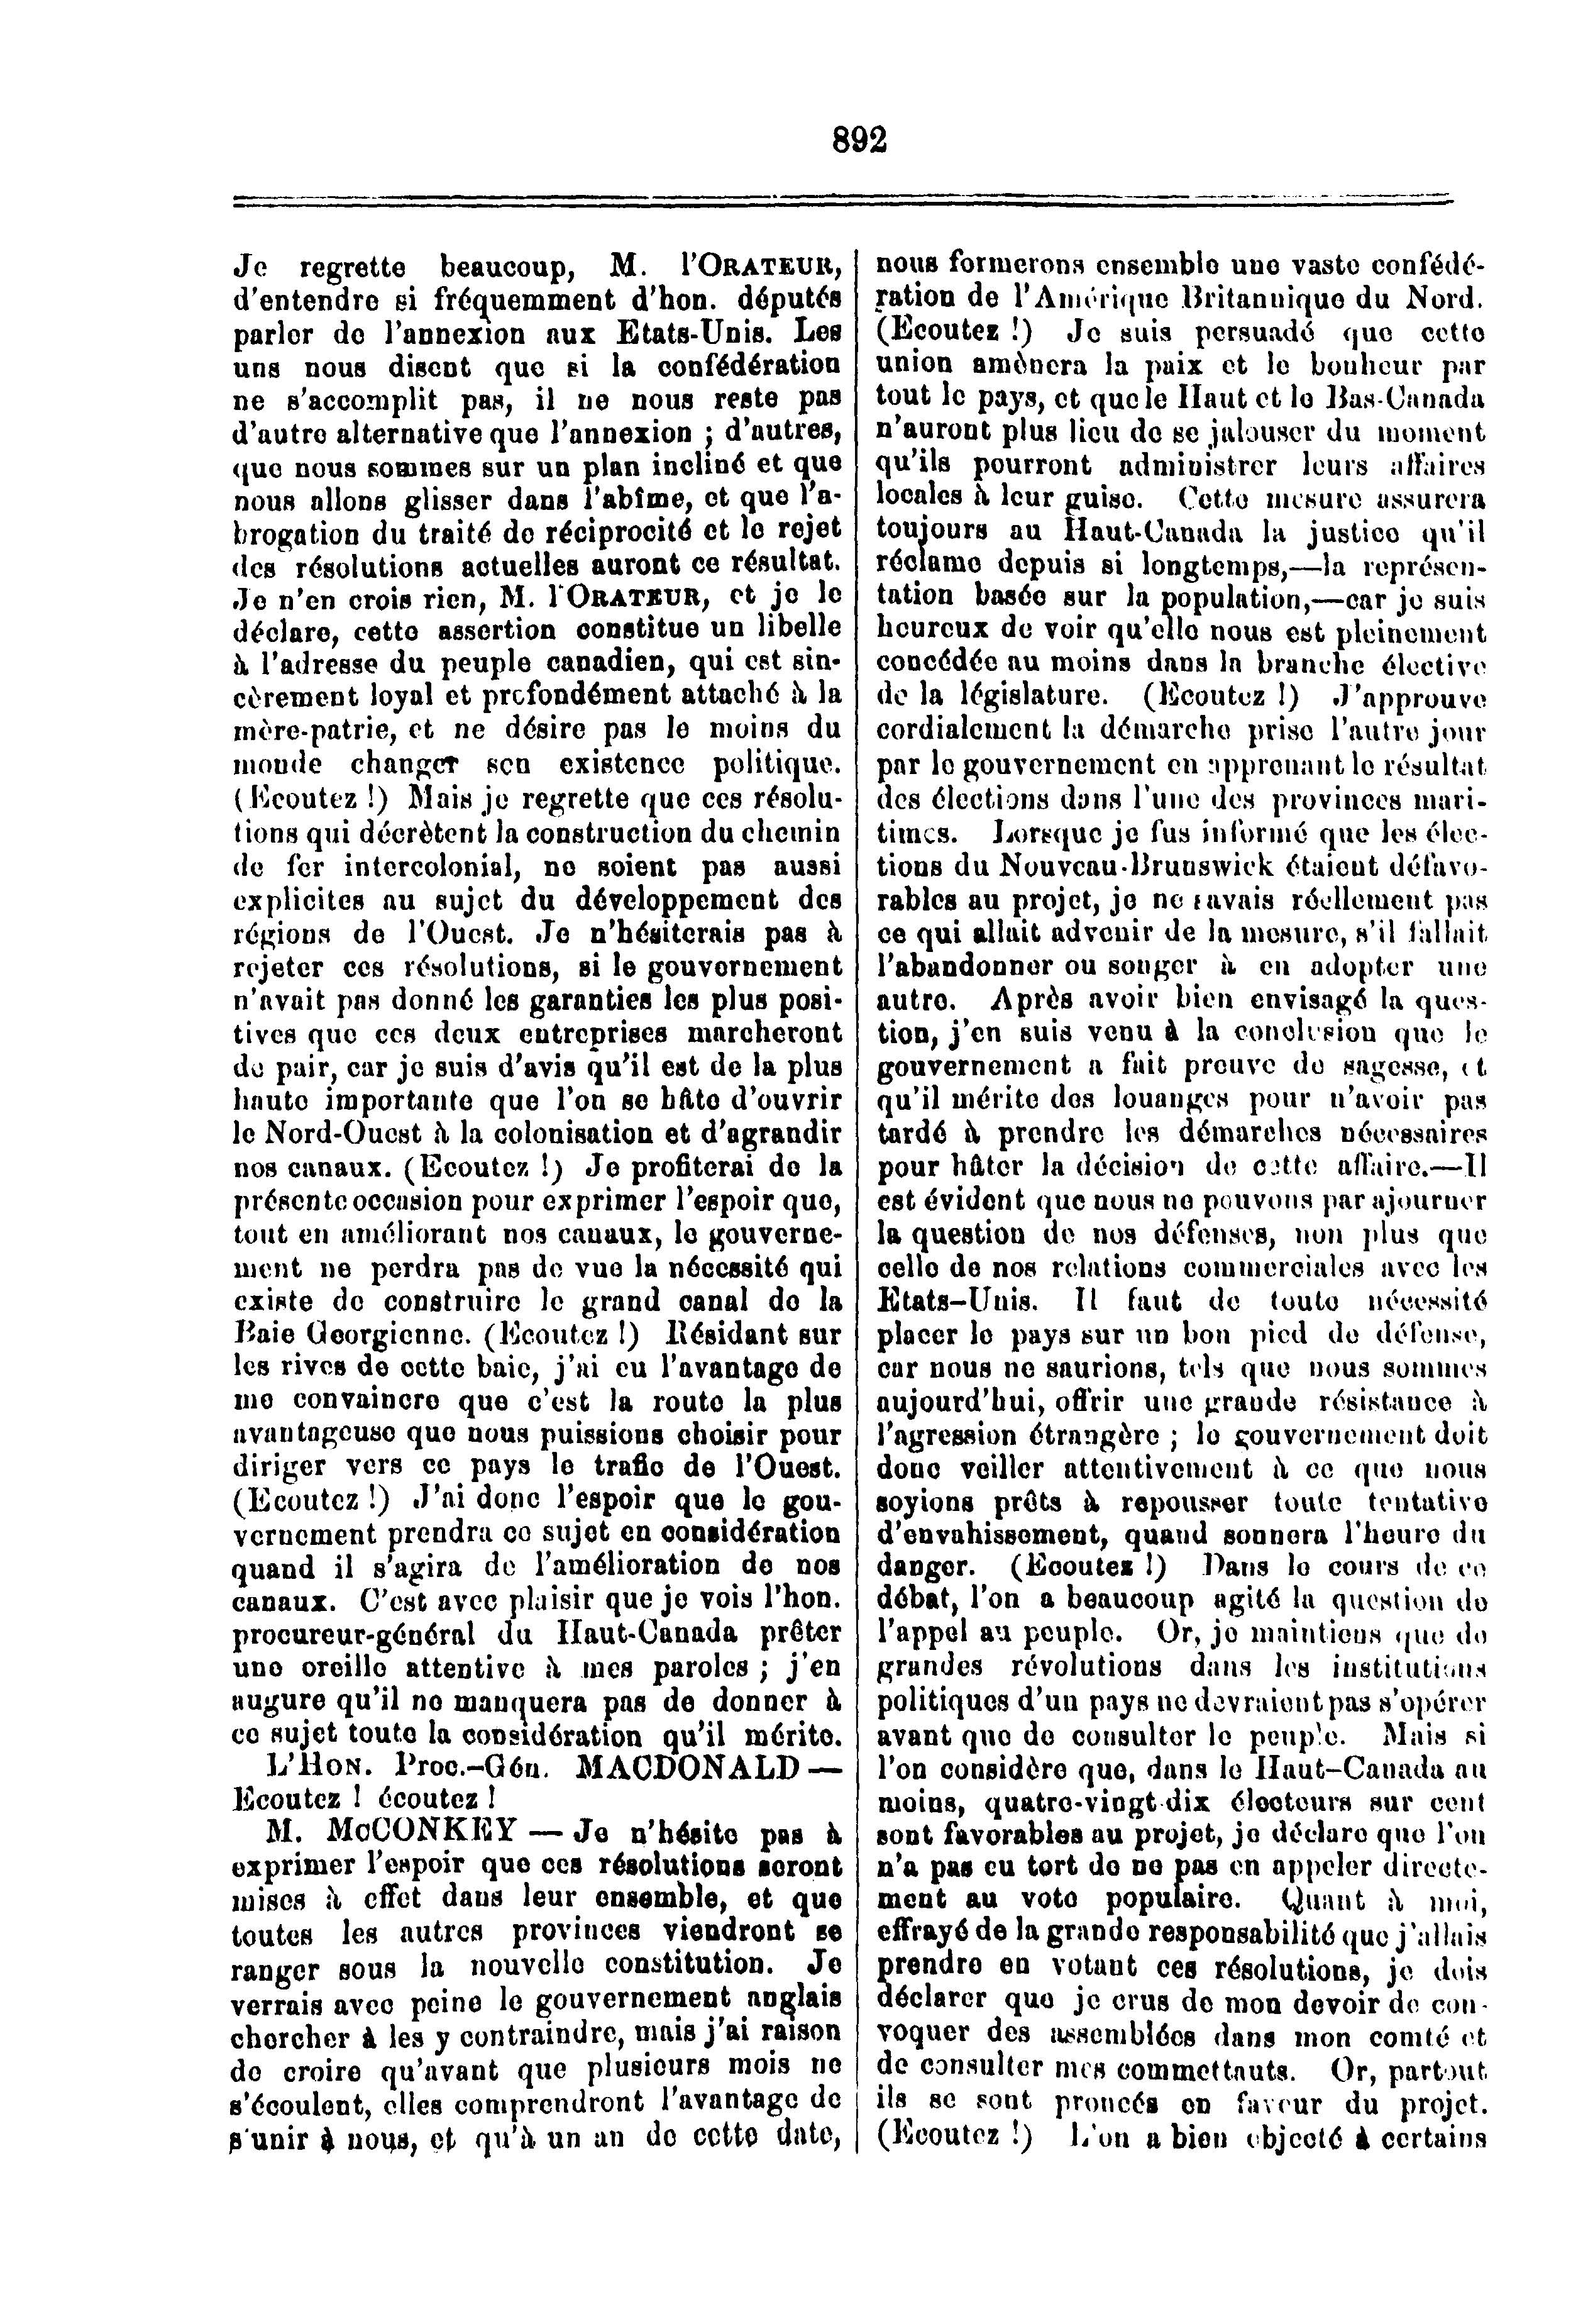 892
Je regrette beaucoup, M. l'ORATEUR,
d'entendre si fréquemment d'hon. députés
parler de l'annexion aux Etats-Unis. Les
uns nous disent que si la confédération
ne s'accomplit pas, il ne nous reste pas
d'autre alternative que l'annexion ; d'autres,
que nous sommes sur un plan incliné et que
nous allons glisser dans l'abîme, et que l'a-
brogation du traité de réciprocité et le rejet
des résolutions actuelles auront ce résultat.
Je n'en crois rien, M. l'ORATEUR, et je le
déclare, cette assertion constitue un libelle
à l'adresse du peuple canadien, qui est sin-
cèrement loyal et profondément attaché à la
mère-patrie, et ne désire pas le moins du
monde changer son existence politique.
(Ecoutez !) Mais je regrette que ces résolu-
tions qui décrètent la construction du chemin
de fer intercolonial, ne soient pas aussi
explicites au sujet du développement des
régions de l'Ouest. Je n'hésiterais pas à
rejeter ces résolutions, si le gouvernement
n'avait pas donné les garanties les plus posi-
tives que ces deux entreprises marcheront
de pair, car je suis d'avis qu'il est de la plus
haute importante que l'on se hâte d'ouvrir
le Nord-Ouest à la colonisation et d'agrandir
nos canaux. (Ecoutez !) Je profiterai de la
présente occasion pour exprimer l'espoir que,
tout en améliorant nos canaux, le gouverne-
ment ne perdra pas de vue la nécessité qui
existe de construire le grand canal de la
Baie Georgienne. (Ecoutez !) Résidant sur
les rives de cette baie, j'ai eu l'avantage de
me convaincre que c'est la route la plus
avantageuse que nous puissions choisir pour
diriger vers ce pays le trafic de l'Ouest.
(Ecoutez !) J'ai donc l'espoir que le gou-
vernement prendra ce sujet en considération
quand il s'agira de l'amélioration de nos
canaux. C'est avec plaisir que je vois l'hon.
procureur-général du Haut-Canada prêter
une oreille attentive à mes paroles ; j'en
augure qu'il ne manquera pas de donner à
ce sujet toute la considération qu'il mérite.
L'HON. Proc.-Gén. MACDONALD—
Ecoutez ! écoutez !
M. McCONKEY — Je n'hésite pas à
exprimer l'espoir que ces résolutions seront
mises à effet dans leur ensemble, et que
toutes les autres provinces viendront se
ranger sous la nouvelle constitution. Je
verrais avec peine le gouvernement anglais
chercher à les y contraindre, mais j'ai raison
de croire qu'avant que plusieurs mois ne
s'écoulent, elles comprendront l'avantage de
s'unir à nous, et qu'à un an de cette date,
nous formerons ensemble une vaste confédé-
ration de l'Amérique Britannique du Nord.
(Ecoutez !) Je suis persuadé que cette
union amènera la paix et le bonheur par
tout le pays, et que le Haut et le Bas-Canada
n'auront plus lieu de se jalouser du moment
qu'ils pourront administrer leurs affaires
locales à leur guise. Cette mesure assurera
toujours au Haut-Canada la justice qu'il
réclame depuis si longtemps,—la représen-
tation basée sur la population,—car je suis
heureux de voir qu'elle nous est pleinement
concédée au moins dans la branche élective
de la législature. (Ecoutez !) J'approuve
cordialement la démarche prise l'autre jour
par le gouvernement en apprenant le résultat
des élections dans l'une des provinces mari-
times. Lorsque je fus informé que les élec-
tions du Nouveau-Brunswick étaient défavo-
rables au projet, je ne savais réellement pas
ce qui allait advenir de la mesure, s'il fallait
l'abandonner ou songer à en adopter une
autre. Après avoir bien envisagé la ques-
tion, j'en suis venu à la conclusion que le
gouvernement a fait preuve de sagesse, et
qu'il mérite des louanges pour n'avoir pas
tardé à prendre les démarches nécessaires
pour hâter la décision de cette affaire.—Il
est évident que nous ne pouvons par ajourner
la question de nos défenses, non plus que
celle de nos relations commerciales avec les
Etats-Unis. Il faut de toute nécessité
placer le pays sur un bon pied de défense,
car nous ne saurions, tels que nous sommes
aujourd'hui, offrir une grande résistance à
l'agression étrangère ; le gouvernement doit
donc veiller attentivement à ce que nous
soyions prêts à repousser toute tentative
d'envahissement, quand sonnera l'heure du
danger. (Ecoutez !) Dans le cours de ce
débat, l'on a beaucoup agité la question de
l'appel au peuple. Or, je maintiens que de
grandes révolutions dans les institutions
politiques d'un pays ne devraient pas s'opérer
avant que de consulter le peuple. Mais si
l'on considère que, dans le Haut-Canada au
moins, quatre-vingt-dix électeurs sur cent
sont favorables au projet, je déclare que l'on
n'a pas eu tort de ne pas en appeler directe-
ment au vote populaire. Quant à moi,
effrayé de la grande responsabilité que j'allais
prendre en votant ces résolutions, je dois
déclarer que je crus de mon devoir de con-
voquer des assemblées dans mon comté et
de consulter mes commettants. Or, partout
ils se sont proncés en faveur du projet.
(Ecoutez !) L'on a bien objecté à certains